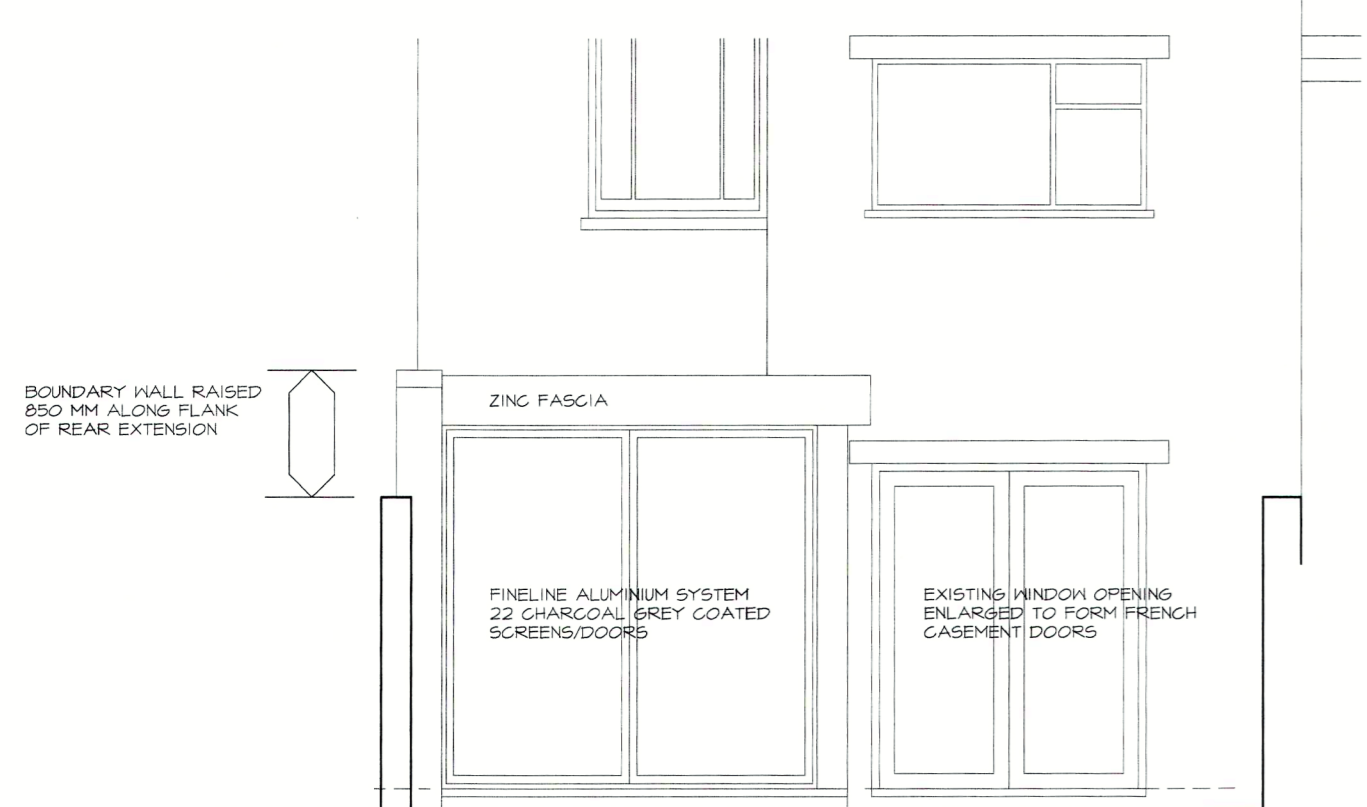 BOUNDARY WALL RAISED
850 MM ALONG FLANK
OF REAR EXTENSION
ZINC FASCIA
FINELINE ALUMINIUM SYSTEM
22 CHARCOAL GREY COATED
SCREENS/DOORS
EXISTING WINDOW OPENING
ENLARGED TO FORM FRENCH
CASEMENT DOORS